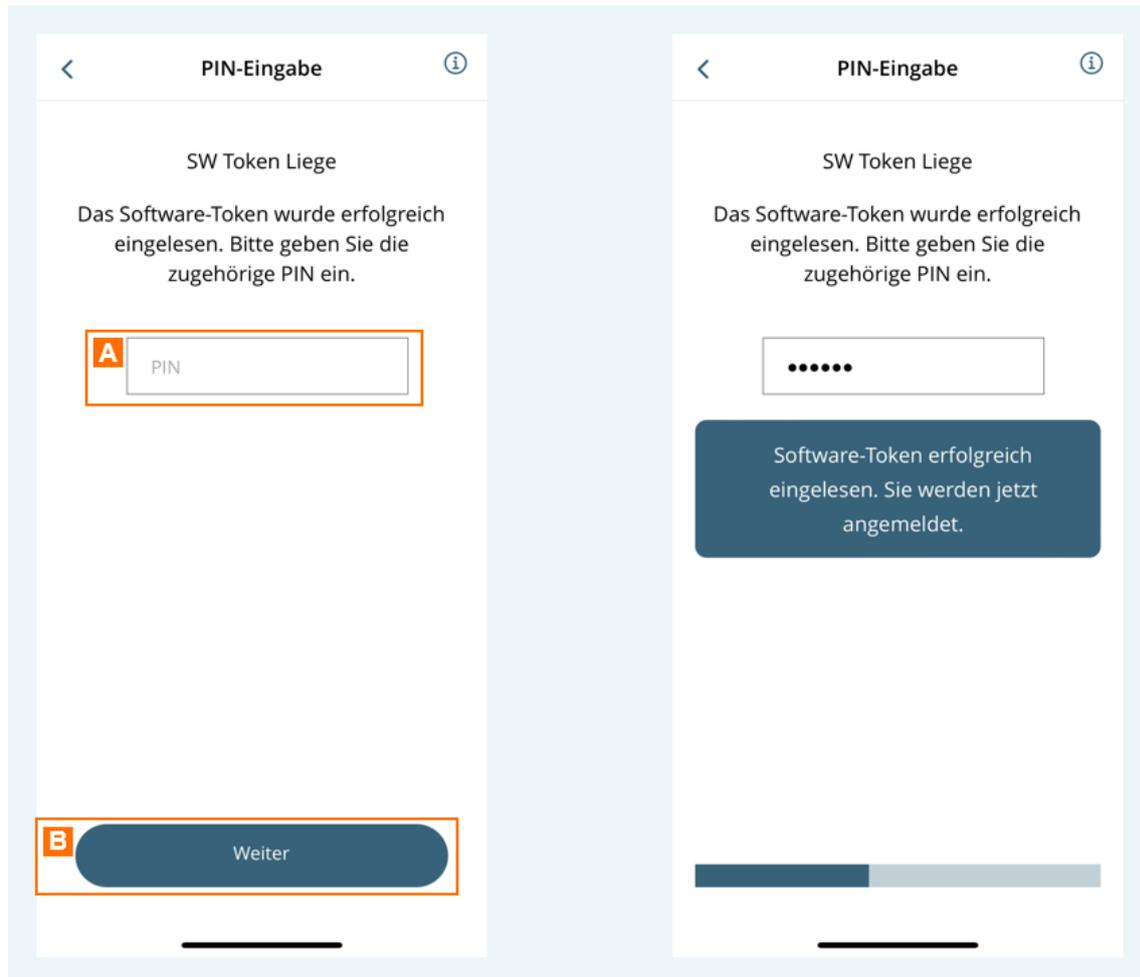 PIN-Eingabe
SW Token Liege
Das Software-Token wurde erfolgreich
eingelesen. Bitte geben Sie die
zugehörige PIN ein.
A
PIN
B
Weiter
PIN-Eingabe
SW Token Liege
Das Software-Token wurde erfolgreich
eingelesen. Bitte geben Sie die
zugehörige PIN ein.
••••••
Software-Token erfolgreich
eingelesen. Sie werden jetzt
angemeldet.